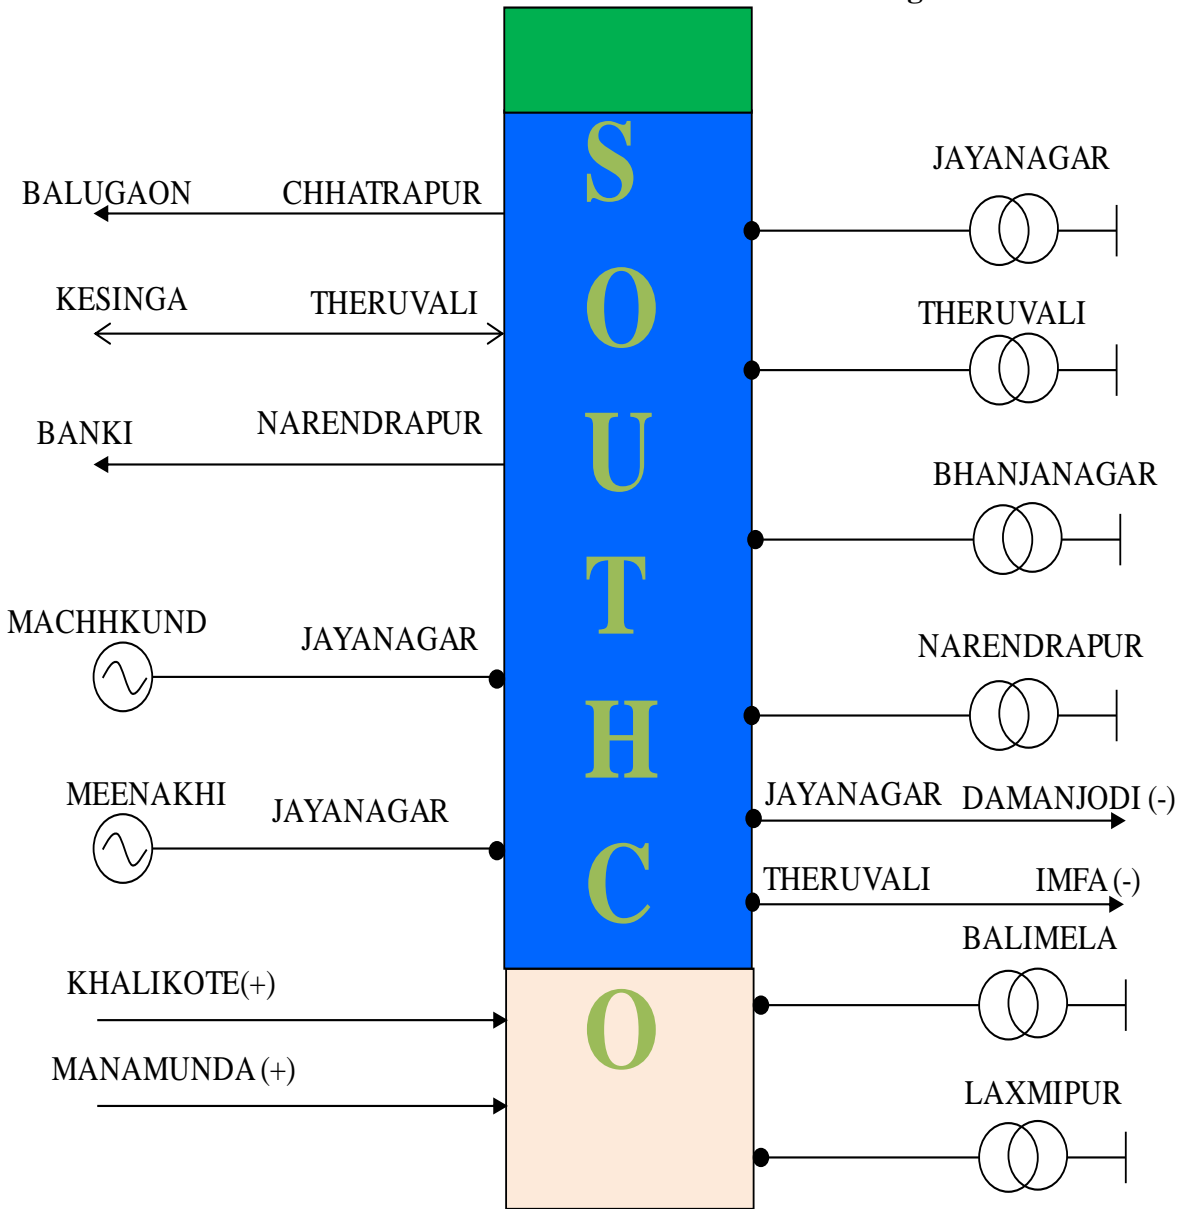 g
S
O
U
T
H
C
O
BALUGAON CHHATRAPUR
KESINGA THERUVALI
BANKI NARENDRAPUR
MACHHKUND JAYANAGAR
MEENAKHI JAYANAGAR
KHALIKOTE(+)
MANAMUNDA (+)
JAYANAGAR
THERUVALI
BHANJANAGAR
NARENDRAPUR
JAYANAGAR DAMANJODI (-)
THERUVALI IMFA (-)
BALIMELA
LAXMIPUR